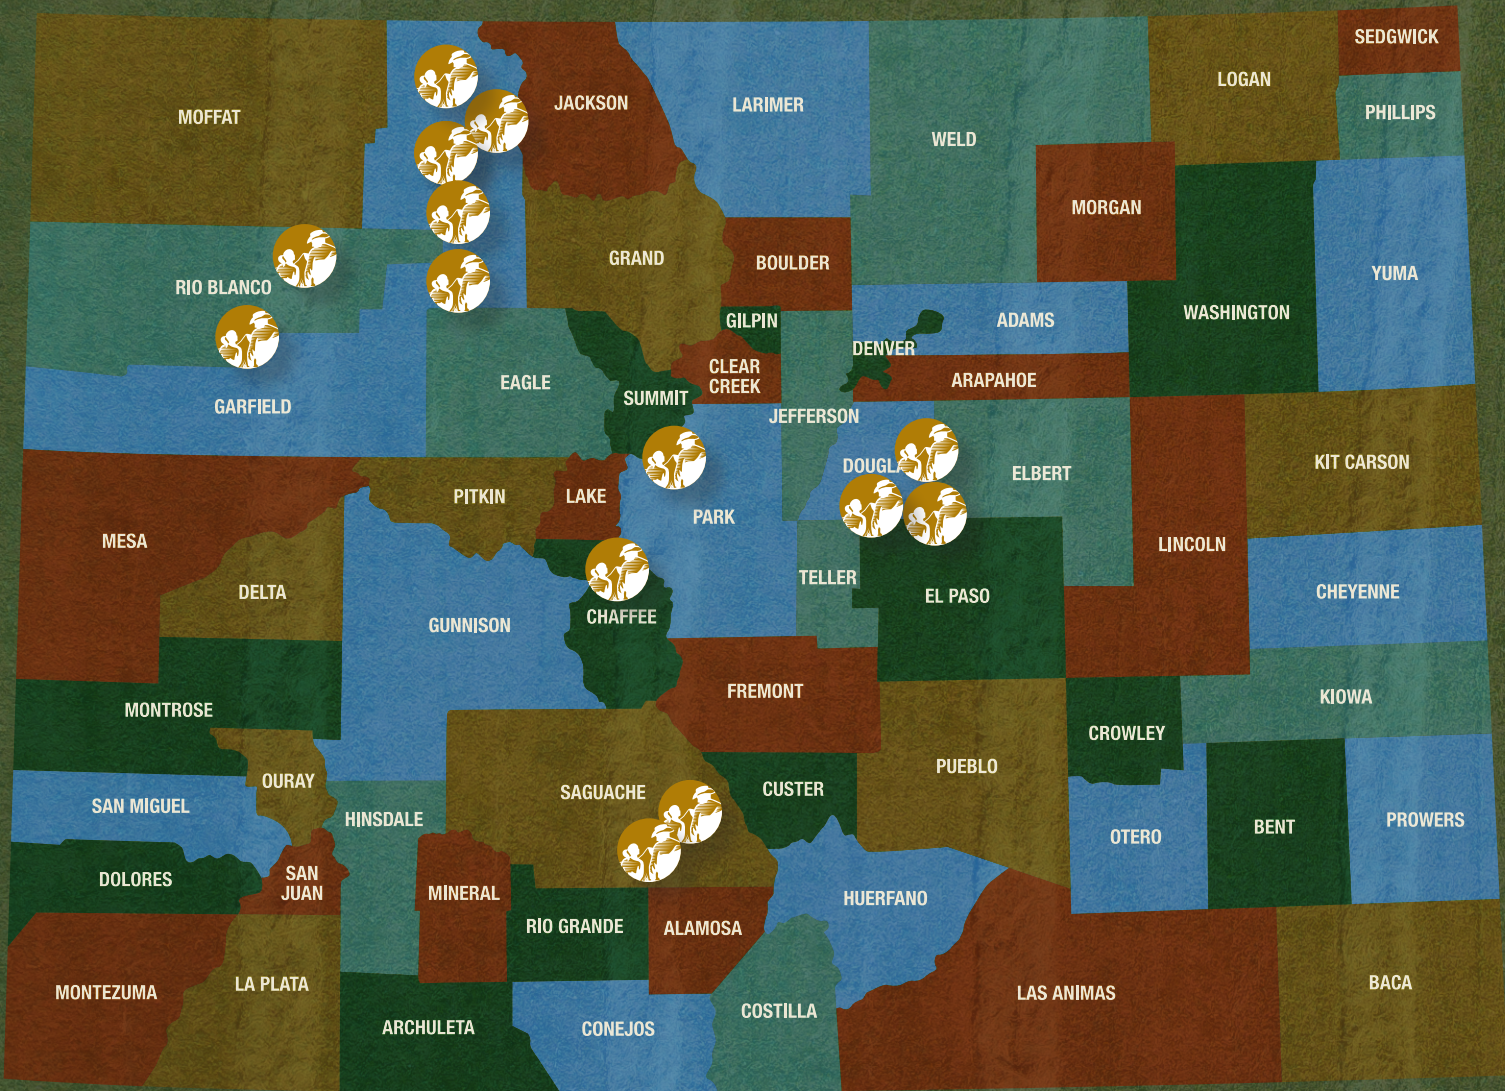 SEDGWICK
LOGAN
MOFFAT
JACKSON
LARIMER
PHILLIPS
WELD
MORGAN
GRAND
BOULDER
YUMA
RIO BLANCO
WASHINGTON
GILPIN
ADAMS
DENVER
CLEAR
CREEK
EAGLE
ARAPAHOE
SUMMIT
GARFIELD
JEFFERSON
KIT CARSON
DOUGLA
ELBERT
PITKIN
LAKE
PARK
MESA
LINCOLN
TELLER
DELTA
CHEYENNE
EL PASO
CHAFFEE
GUNNISON
FREMONT
KIOWA
MONTROSE
CROWLEY
PUEBLO
OURAY
CUSTER
SAGUACHE
SAN MIGUEL
HINSDALE
PROWERS
BENT
OTERO
DOLORES
SAN
JUAN
MINERAL
HUERFANO
RIO GRANDE
ALAMOSA
LA PLATA
BACA
MONTEZUMA
LAS ANIMAS
COSTILLA
ARCHULETA
CONEJOS